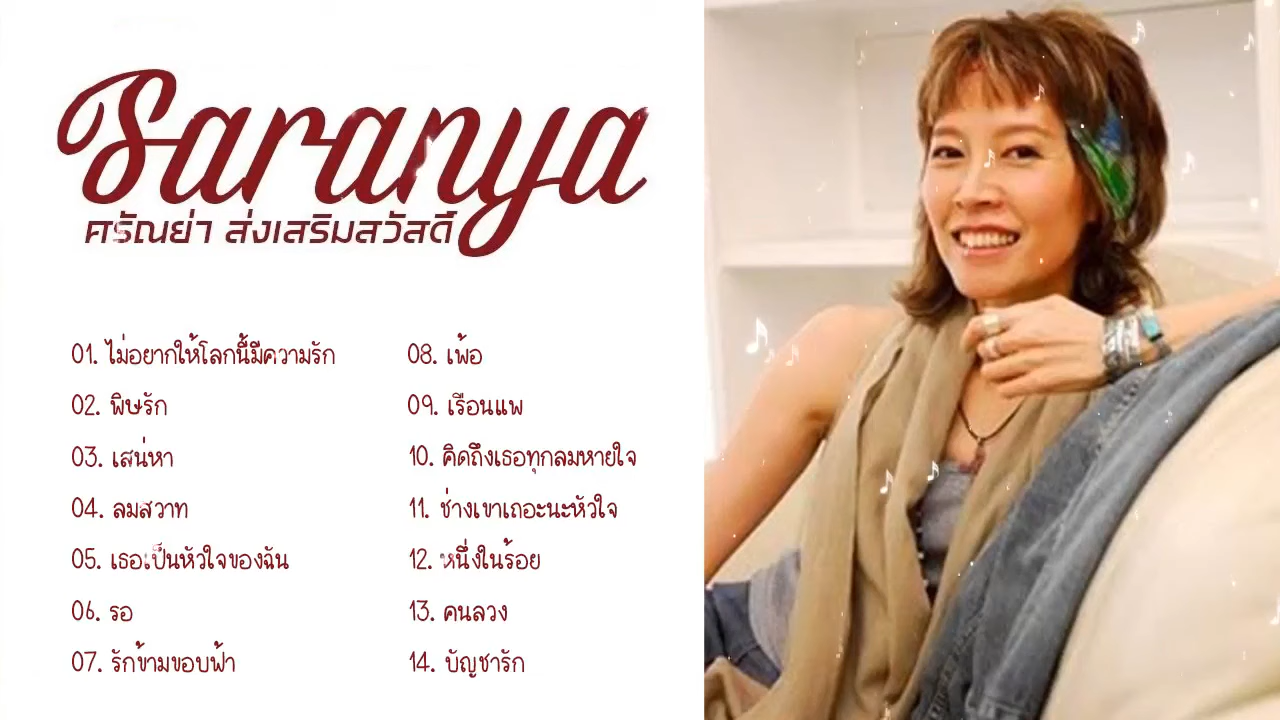 Saranya
ศรัณย่า ส่งเสริมสวัสดิ์
01. ไม่อยากให้โลกนี้มีความรัก
02. พิษรัก
03. เสน่หา
04. ลมสวาท
05. เธอเป็นหัวใจของฉัน
06. รอ
07. รักข้ามขอบฟ้า
08. เพ้อ
09. เรือนแพ
10. คิดถึงเธอทุกลมหายใจ
11. ช่างเขาเถอะนะหัวใจ
12. หนึ่งในร้อย
13. คนลวง
14. บัญชารัก